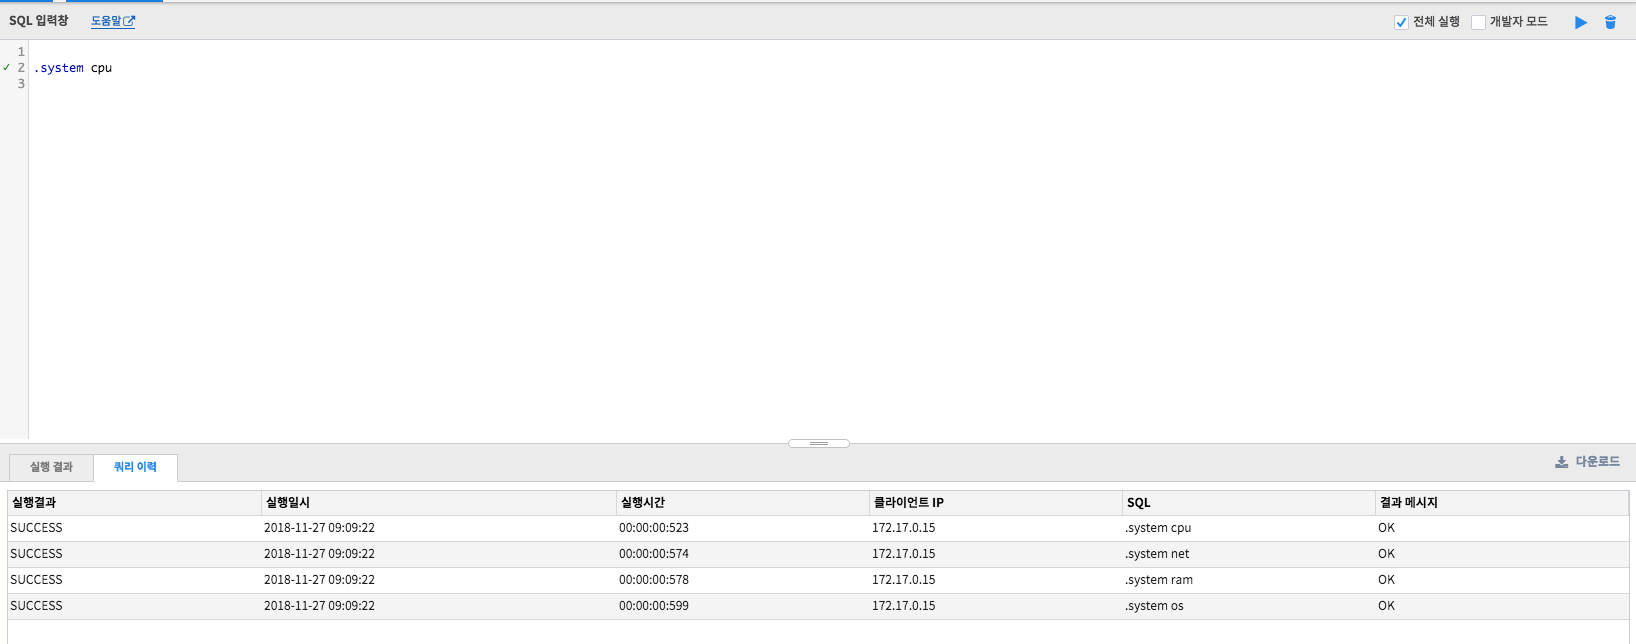 SQL 입력창 도움말 전체 실행 개발자 모드
1
2 .system cpu
3
실행 결과 쿼리 이력 다운로드
실행결과 실행일시 실행시간 클라이언트 IP SQL 결과 메시지
SUCCESS 2018-11-27 09:09:22 00:00:00:523 172.17.0.15 .system cpu OK
SUCCESS 2018-11-27 09:09:22 00:00:00:574 172.17.0.15 .system net OK
SUCCESS 2018-11-27 09:09:22 00:00:00:578 172.17.0.15 .system ram OK
SUCCESS 2018-11-27 09:09:22 00:00:00:599 172.17.0.15 .system os OK